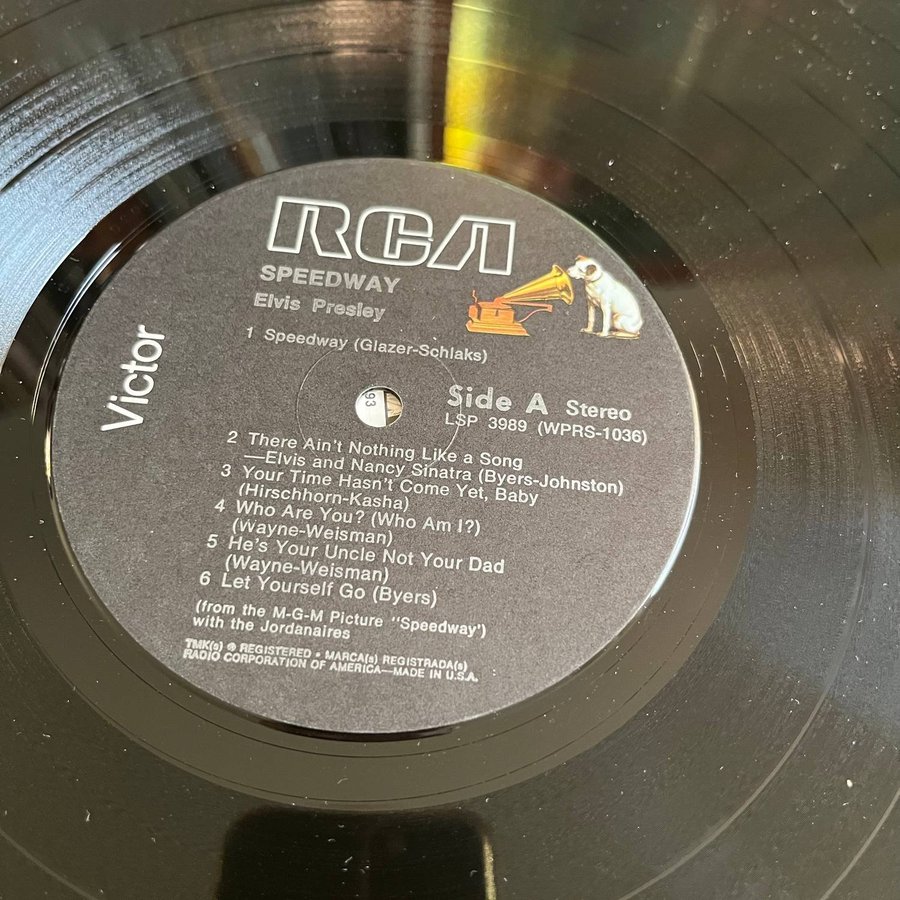 RCA
SPEEDWAY
Elvis Presley
1 Speedway (Glazer-Schlaks)
Victor
93
Side A Stereo
LSP 3989 (WPRS-1036)
2 There Ain't Nothing Like a Song
—Elvis and Nancy Sinatra (Byers-Johnston)
3 Your Time Hasn't Come Yet, Baby
(Hirschhorn-Kasha)
4 Who Are You? (Who Am I?)
(Wayne-Weisman)
5 He's Your Uncle Not Your Dad
(Wayne-Weisman)
6 Let Yourself Go (Byers)
(from the M-G-M Picture "Speedway')
with the Jordanaires
TMK(s) ® REGISTERED • MARCA(s) REGISTRADA(s)
RADIO CORPORATION OF AMERICA—MADE IN U.S.A.